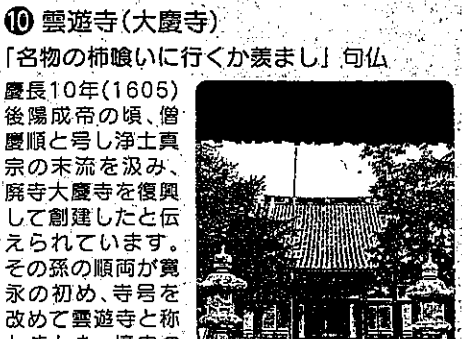 ❿ 雲遊寺(大慶寺)
「名物の柿喰いに行くか羨まし」句仏
慶長10年(1605)
後陽成帝の頃、僧
慶順と号し浄土真
宗の末流を汲み、
廃寺大慶寺を復興
して創建したと伝
えられています。
その孫の順両が寛
永の初め、寺号を
改めて雲遊寺と称